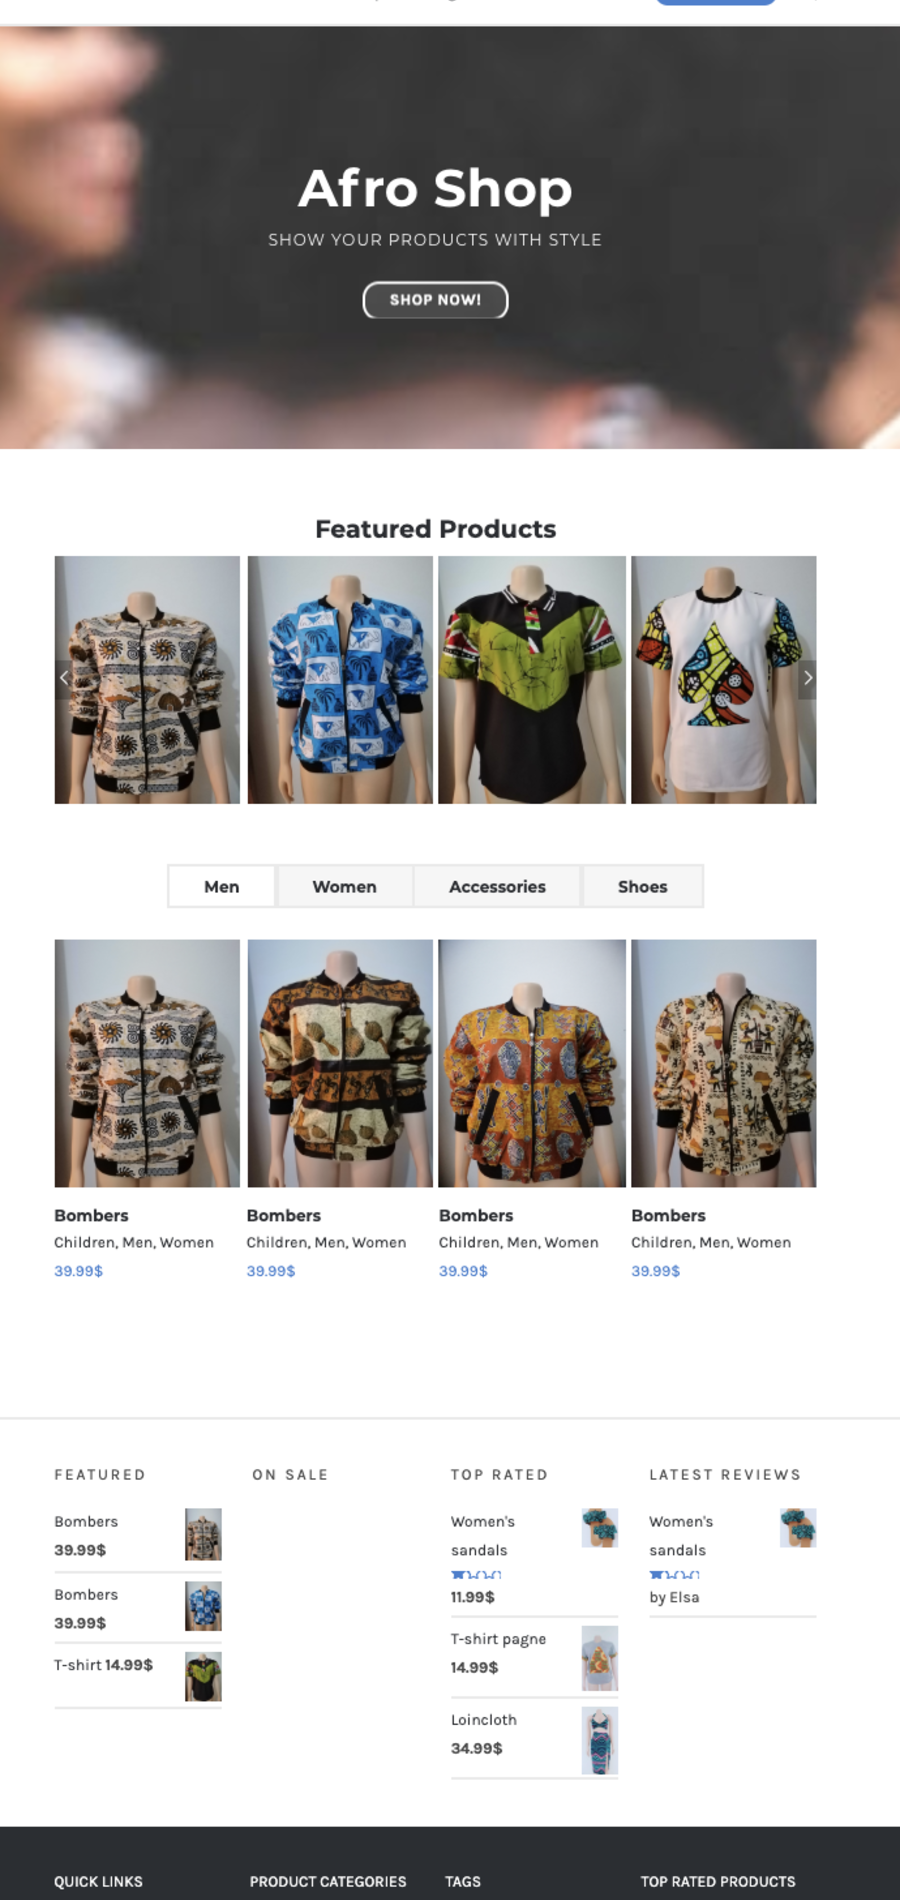 Afro Shop
SHOW YOUR PRODUCTS WITH STYLE
SHOP NOW!
Featured Products
Men Women Accessories Shoes
Bombers
Children, Men, Women
39.99$
Bombers
Children, Men, Women
39.99$
Bombers
Children, Men, Women
39.99$
Bombers
Children, Men, Women
39.99$
FEATURED
Bombers
39.99$
Bombers
39.99$
T-shirt 14.99$
ON SALE
TOP RATED
Women's
sandals
11.99$
T-shirt pagne
14.99$
Loincloth
34.99$
LATEST REVIEWS
Women's
sandals
by Elsa
QUICK LINKS
PRODUCT CATEGORIES
TAGS
TOP RATED PRODUCTS